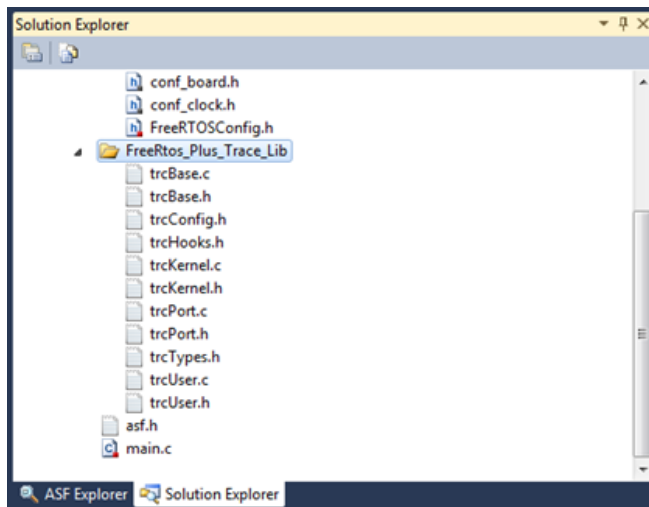 Solution Explorer
conf_board.h
conf_clock.h
FreeRTOSConfig.h
FreeRtos_Plus_Trace_Lib
trcBase.c
trcBase.h
trcConfig.h
trcHooks.h
trcKernel.c
trcKernel.h
trcPort.c
trcPort.h
trcTypes.h
trcUser.c
trcUser.h
asf.h
main.c
ASF Explorer Solution Explorer